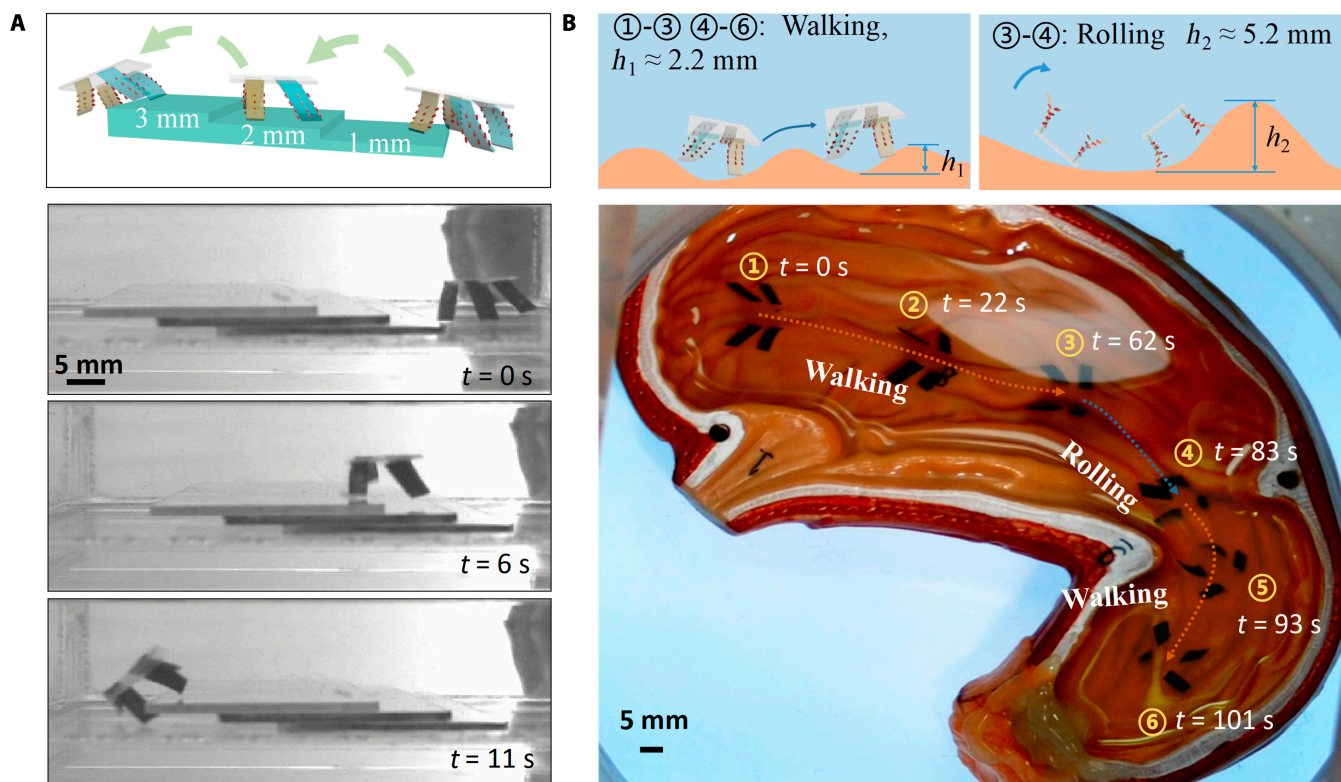 A
3 mm
2 mm
1 mm
5 mm
t = 0 s
t = 6 s
t = 11 s
B
①-③ ④-⑥: Walking,
h₁ ≈ 2.2 mm
h₁
③-④: Rolling h₂ ≈ 5.2 mm
h₂
① t = 0 s
② t = 22 s
③ t = 62 s
Walking
④ t = 83 s
Rolling
Walking
⑤
t = 93 s
⑥ t = 101 s
5 mm